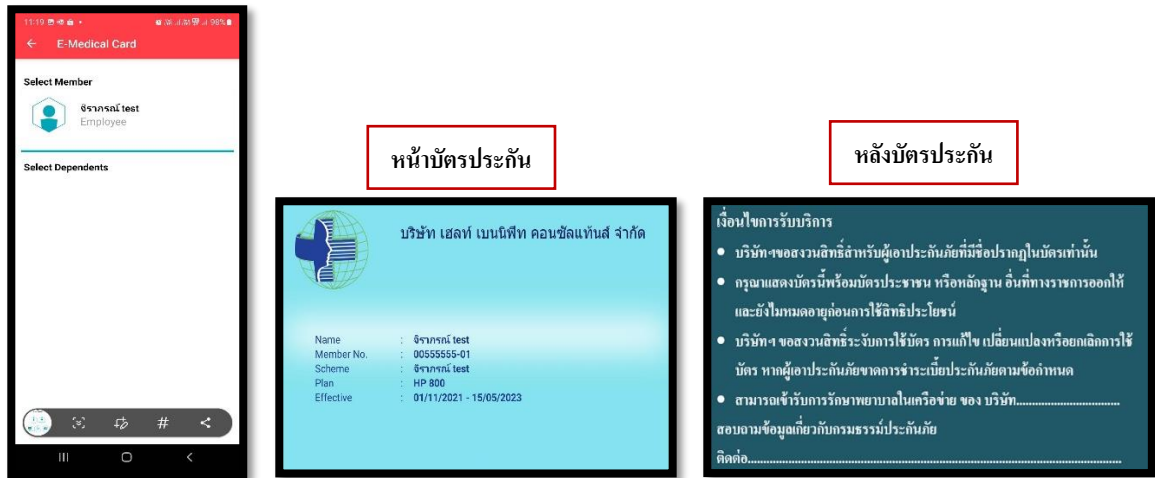 11:19
98%
E-Medical Card
Select Member
จิราภรณ์ test
Employee
Select Dependents
หน้าบัตรประกัน
บริษัท เฮลท์ เบนนิฟิท คอนซัลแท้นส์ จำกัด
Name : จิราภรณ์ test
Member No. : 00555555-01
Scheme : จิราภรณ์ test
Plan : HP 800
Effective : 01/11/2021 - 15/05/2023
หลังบัตรประกัน
เงื่อนไขการรับบริการ
● บริษัทฯขอสงวนสิทธิ์สำหรับผู้เอาประกันภัยที่มีชื่อปรากฏในบัตรเท่านั้น
● กรุณาแสดงบัตรนี้พร้อมบัตรประชาชน หรือหลักฐาน อื่นที่ทางราชการออกให้
และยังไม่หมดอายุก่อนการใช้สิทธิประโยชน์
● บริษัทฯ ขอสงวนสิทธิ์ระงับการใช้บัตร การแก้ไข เปลี่ยนแปลงหรือยกเลิกการใช้
บัตร หากผู้เอาประกันภัยขาดการชำระเบี้ยประกันภัยตามข้อกำหนด
● สามารถเข้ารับการรักษาพยาบาลในเครือข่าย ของ บริษัท................................
สอบถามข้อมูลเกี่ยวกับกรมธรรม์ประกันภัย
ติดต่อ................................................................................